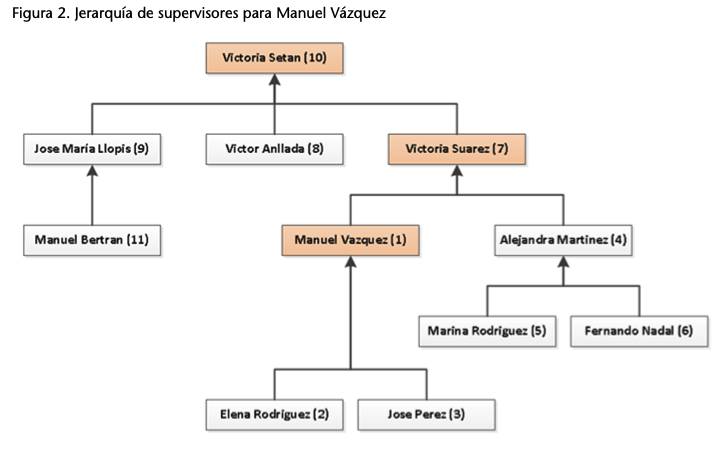 Figura 2. Jerarquía de supervisores para Manuel Vázquez
Victoria Setan (10)
Jose María Llopis (9)
Victor Anllada (8)
Victoria Suarez (7)
Manuel Bertran (11)
Manuel Vazquez (1)
Alejandra Martinez (4)
Marina Rodriguez (5)
Fernando Nadal (6)
Elena Rodriguez (2)
Jose Perez (3)